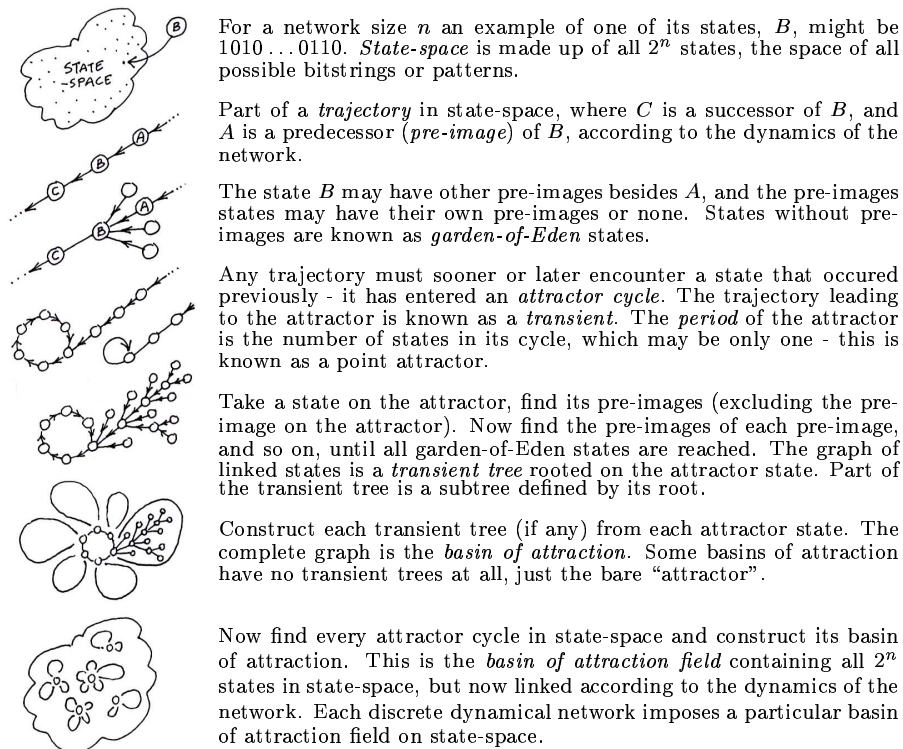 For a network size n an example of one of its states, B, might be
1010...0110. State-space is made up of all 2^n states, the space of all
possible bitstrings or patterns.
STATE
-SPACE
B
Part of a trajectory in state-space, where C is a successor of B, and
A is a predecessor (pre-image) of B, according to the dynamics of the
network.
A
B
C
The state B may have other pre-images besides A, and the pre-images
states may have their own pre-images or none. States without pre-
images are known as garden-of-Eden states.
A
B
C
Any trajectory must sooner or later encounter a state that occured
previously - it has entered an attractor cycle. The trajectory leading
to the attractor is known as a transient. The period of the attractor
is the number of states in its cycle, which may be only one - this is
known as a point attractor.
Take a state on the attractor, find its pre-images (excluding the pre-
image on the attractor). Now find the pre-images of each pre-image,
and so on, until all garden-of-Eden states are reached. The graph of
linked states is a transient tree rooted on the attractor state. Part of
the transient tree is a subtree defined by its root.
Construct each transient tree (if any) from each attractor state. The
complete graph is the basin of attraction. Some basins of attraction
have no transient trees at all, just the bare “attractor”.
Now find every attractor cycle in state-space and construct its basin
of attraction. This is the basin of attraction field containing all 2^n
states in state-space, but now linked according to the dynamics of the
network. Each discrete dynamical network imposes a particular basin
of attraction field on state-space.